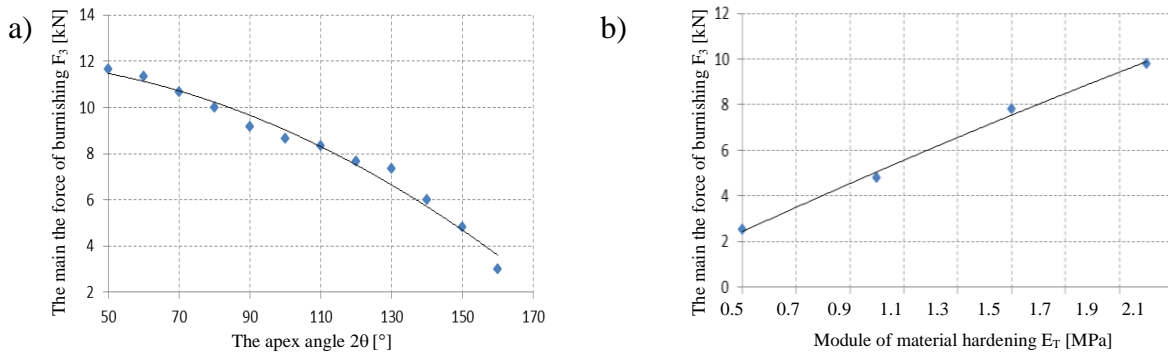 a)
The main the force of burnishing F₃ [kN]
14
12
10
8
6
4
2
50 70 90 110 130 150 170
The apex angle 2θ [°]
b)
The main the force of burnishing F₃ [kN]
12
10
8
6
4
2
0
0.5 0.7 0.9 1.1 1.3 1.5 1.7 1.9 2.1
Module of material hardening E_T [MPa]